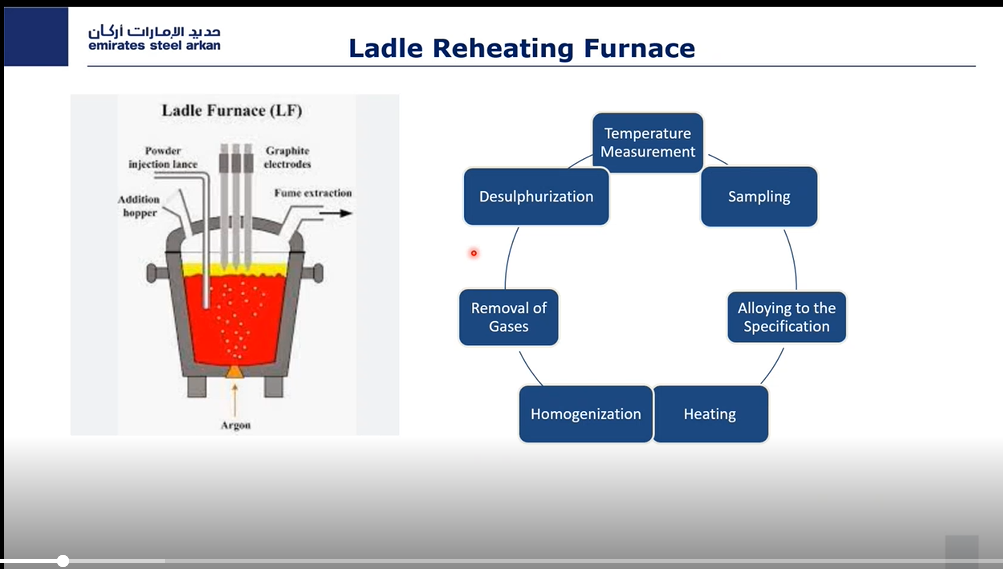 حديد الإمارات أركان
emirates steel arkan
Ladle Reheating Furnace
Ladle Furnace (LF)
Powder
injection lance
Graphite
electrodes
Addition
hopper
Fume extraction
Argon
Temperature
Measurement
Sampling
Alloying to the
Specification
Heating
Homogenization
Removal of
Gases
Desulphurization